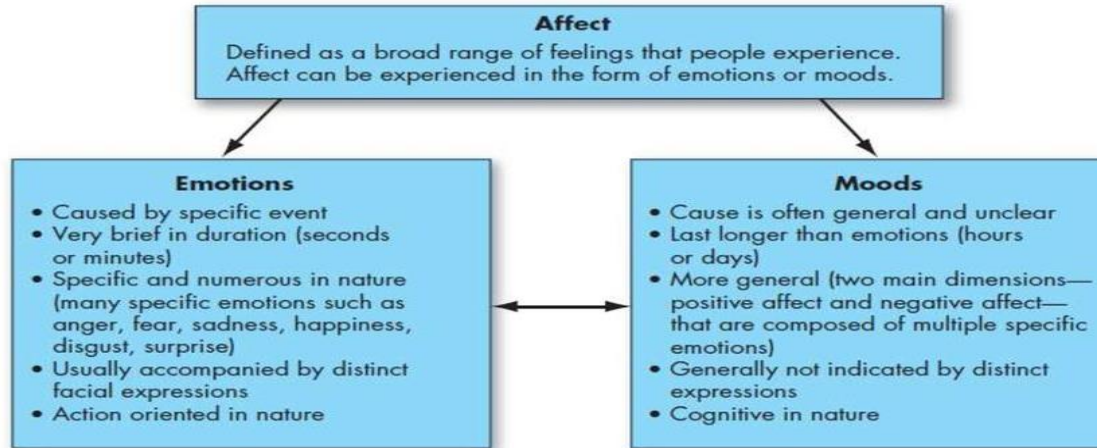 Affect
Defined as a broad range of feelings that people experience.
Affect can be experienced in the form of emotions or moods.
Emotions
• Caused by specific event
• Very brief in duration (seconds
or minutes)
• Specific and numerous in nature
(many specific emotions such as
anger, fear, sadness, happiness,
disgust, surprise)
• Usually accompanied by distinct
facial expressions
• Action oriented in nature
Moods
• Cause is often general and unclear
• Last longer than emotions (hours
or days)
• More general (two main dimensions—
positive affect and negative affect—
that are composed of multiple specific
emotions)
• Generally not indicated by distinct
expressions
• Cognitive in nature